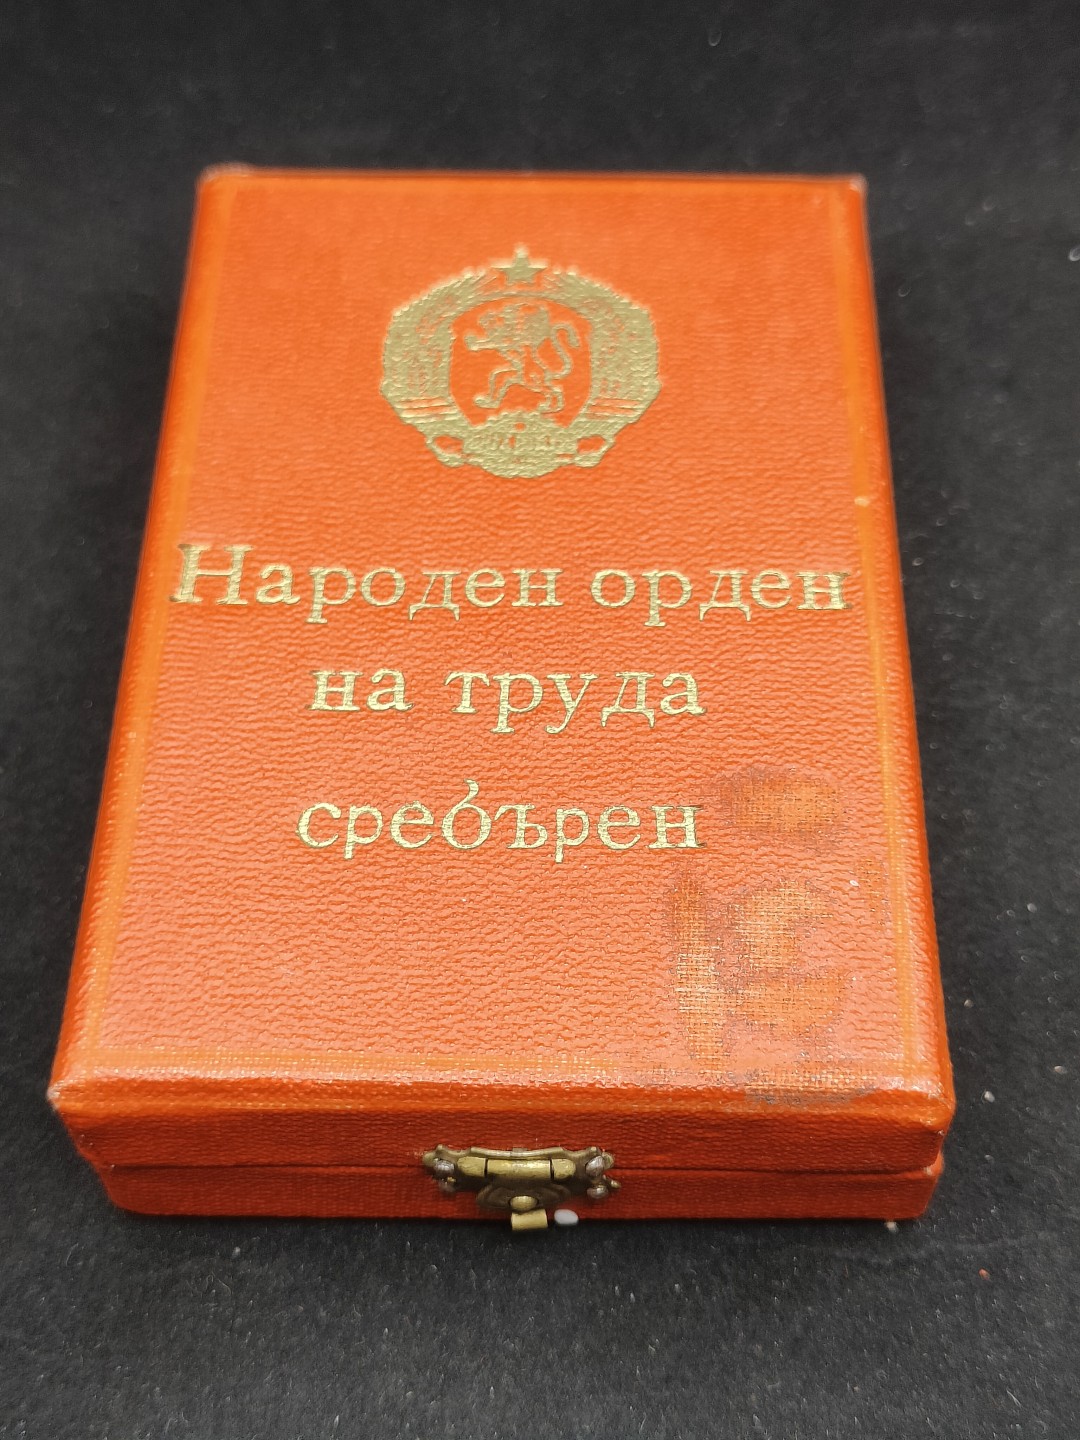 Народен орден
на труда
сребърен